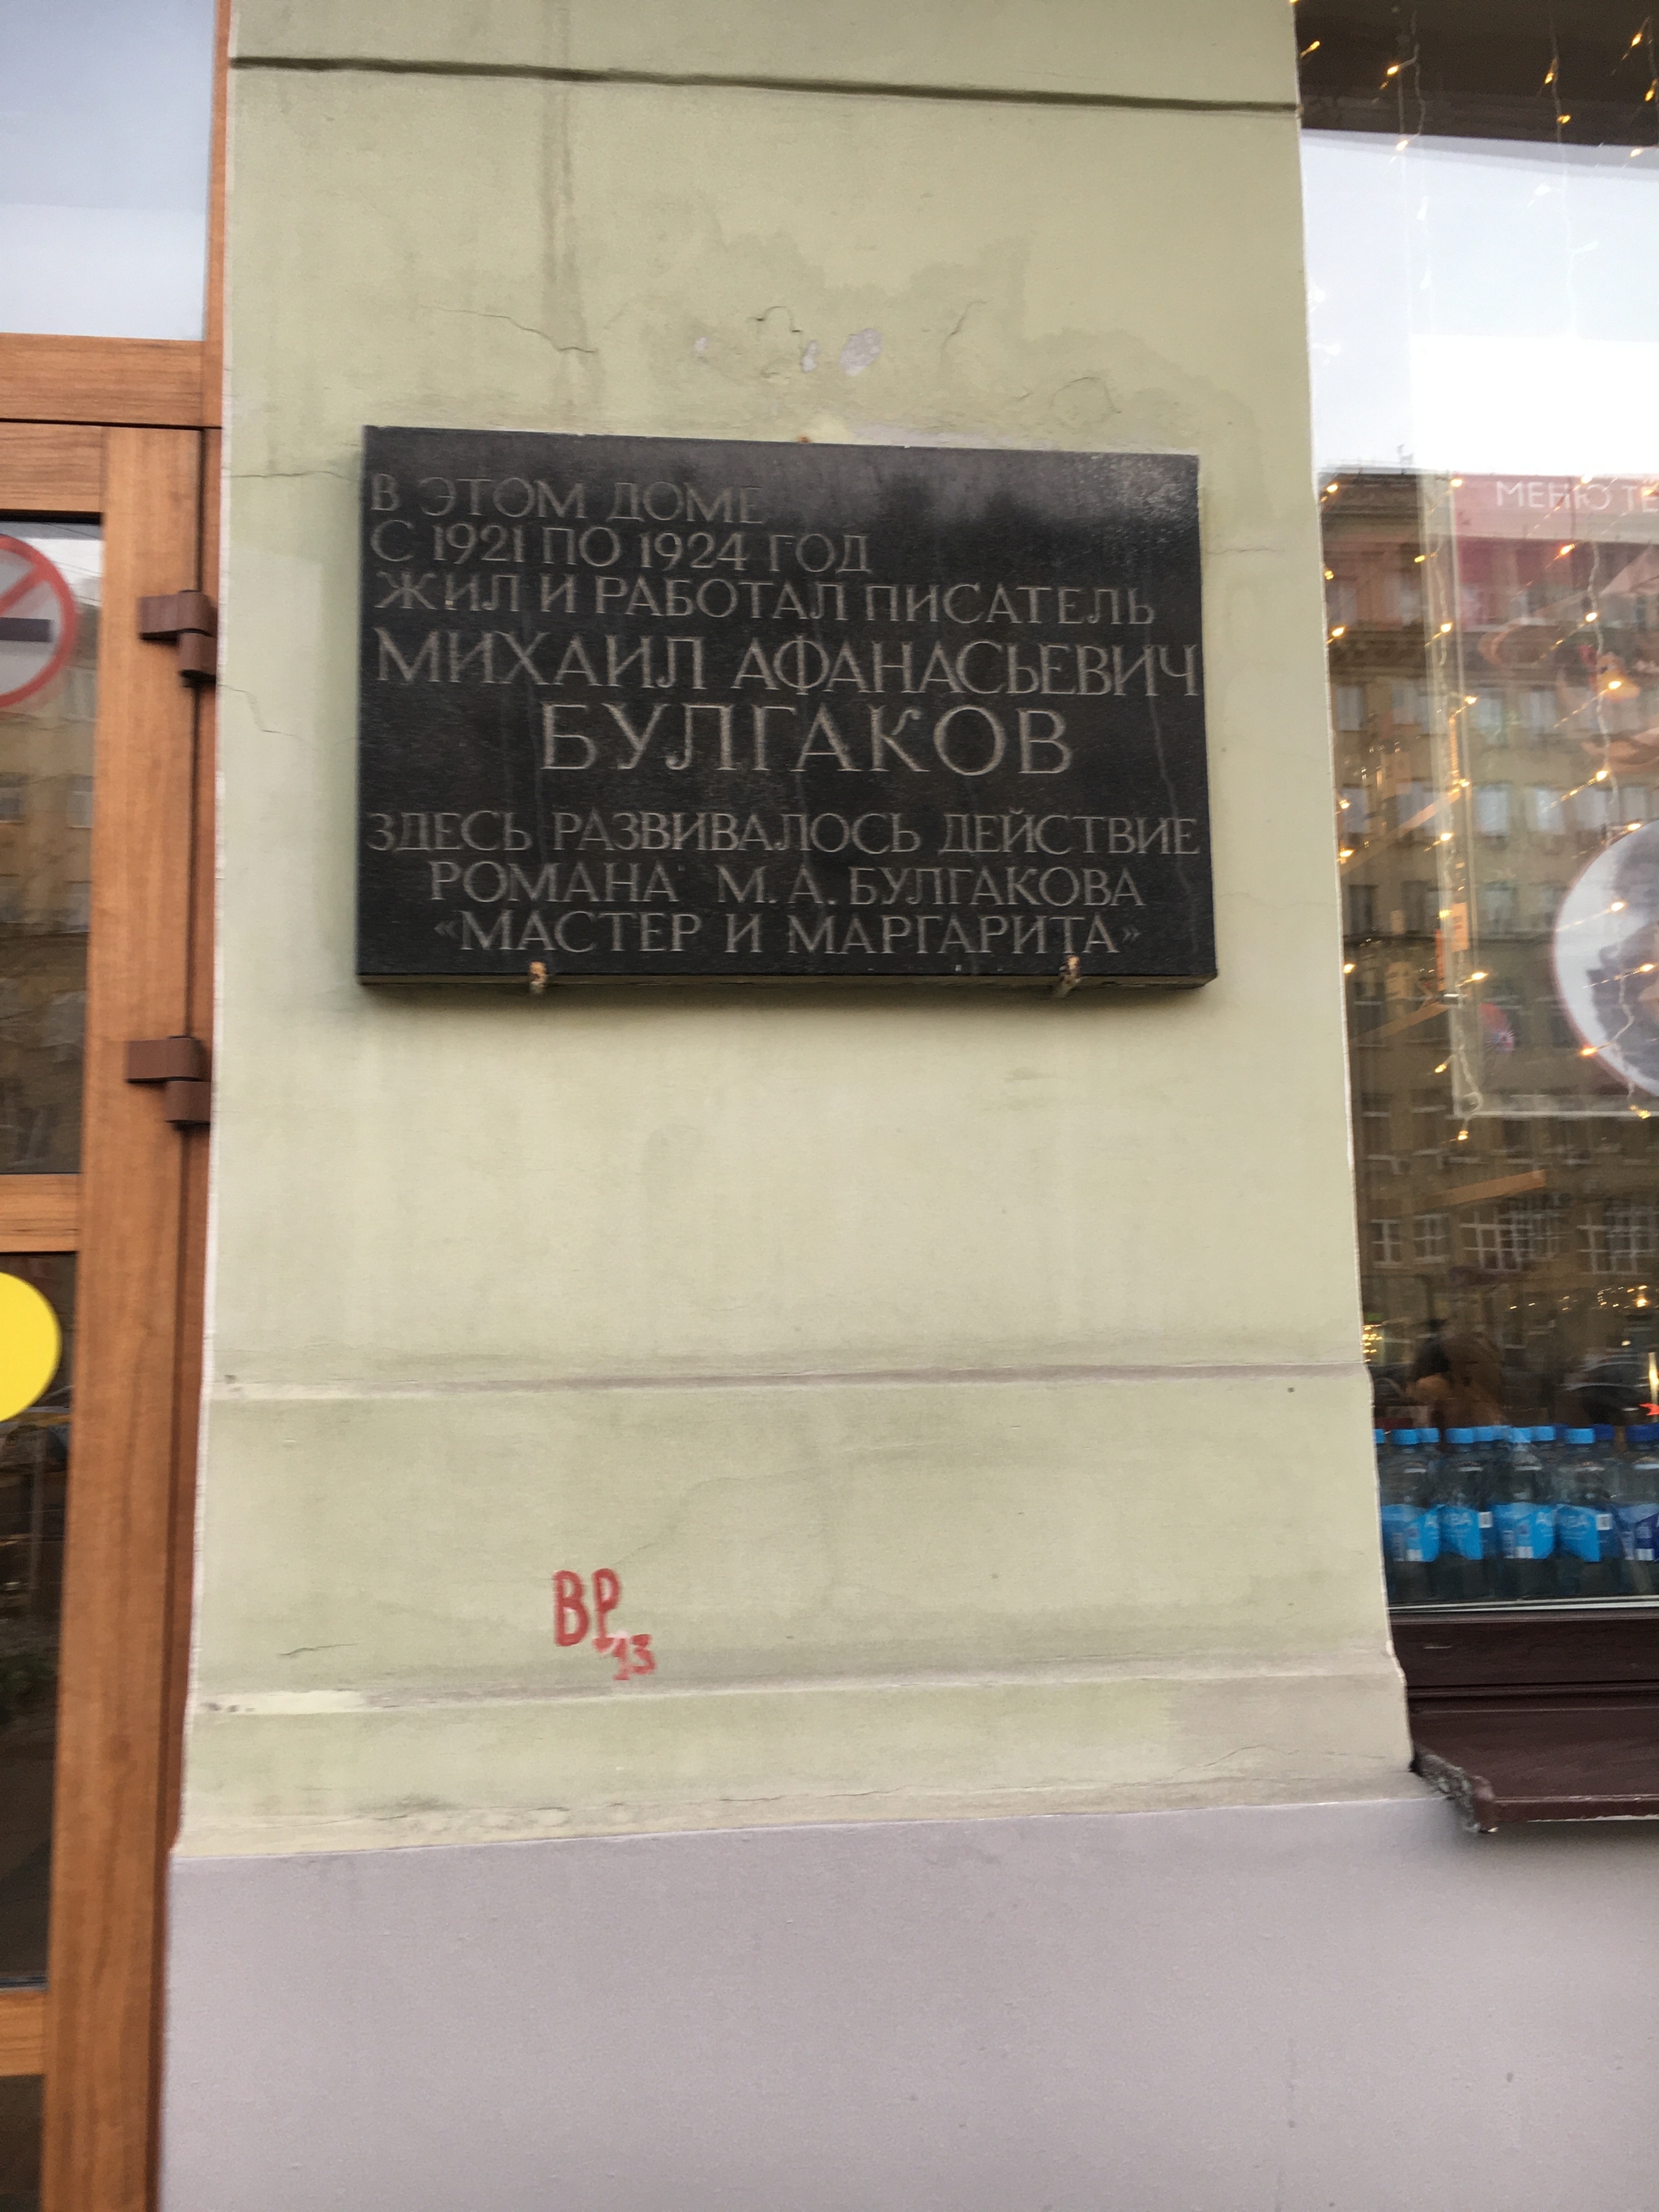 В ЭТОМ ДОМЕ
С 1921 ПО 1924 ГОД
ЖИЛ И РАБОТАЛ ПИСАТЕЛЬ
МИХАИЛ АФАНАСЬЕВИЧ
БУЛГАКОВ
ЗДЕСЬ РАЗВИВАЛОСЬ ДЕЙСТВИЕ
РОМАНА М. А. БУЛГАКОВА
«МАСТЕР И МАРГАРИТА»
МЕНЮ
ВР
13